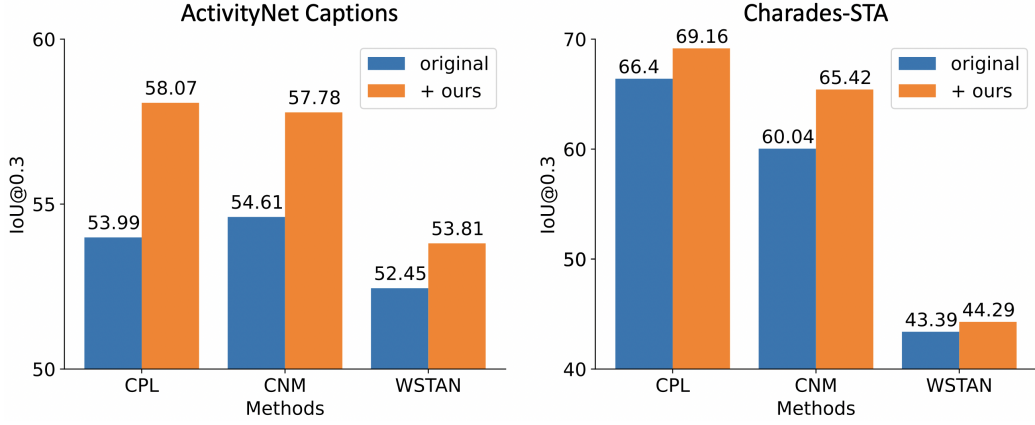 ActivityNet Captions
60
55
50
IoU@0.3
original
+ ours
53.99
58.07
54.61
57.78
52.45
53.81
CPL
CNM
WSTAN
Methods
Charades-STA
70
60
50
40
IoU@0.3
original
+ ours
66.4
69.16
60.04
65.42
43.39
44.29
CPL
CNM
WSTAN
Methods